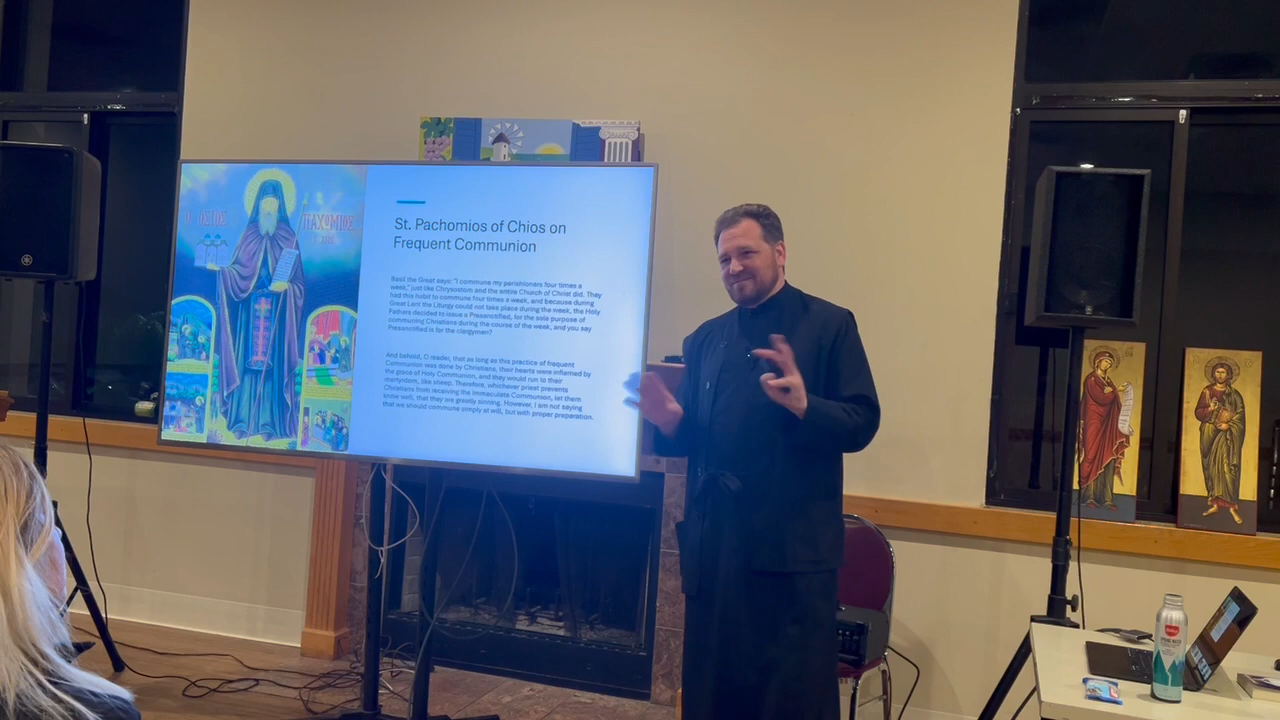 Ο ΟΣΙΟΣ
ΠΑΧΩΜΙΟΣ
St. Pachomios of Chios on
Frequent Communion
Basil the Great says: "I commune my parishioners four times a
week," just like Chrysostom and the entire Church of Christ did. They
had this habit to commune four times a week, and because during
Great Lent the Liturgy could not take place during the week, the Holy
Fathers decided to issue a Presanctified, for the sole purpose of
communing Christians during the course of the week, and you say
Presanctified is for the clergymen?
And behold, O reader, that as long as this practice of frequent
Communion was done by Christians, their hearts were inflamed by
the grace of Holy Communion, and they would run to their
martyrdom, like sheep. Therefore, whichever priest prevents
Christians from receiving the Immaculate Communion, let them
know well, that they are greatly sinning. However, I am not saying
that we should commune simply at will, but with proper preparation.